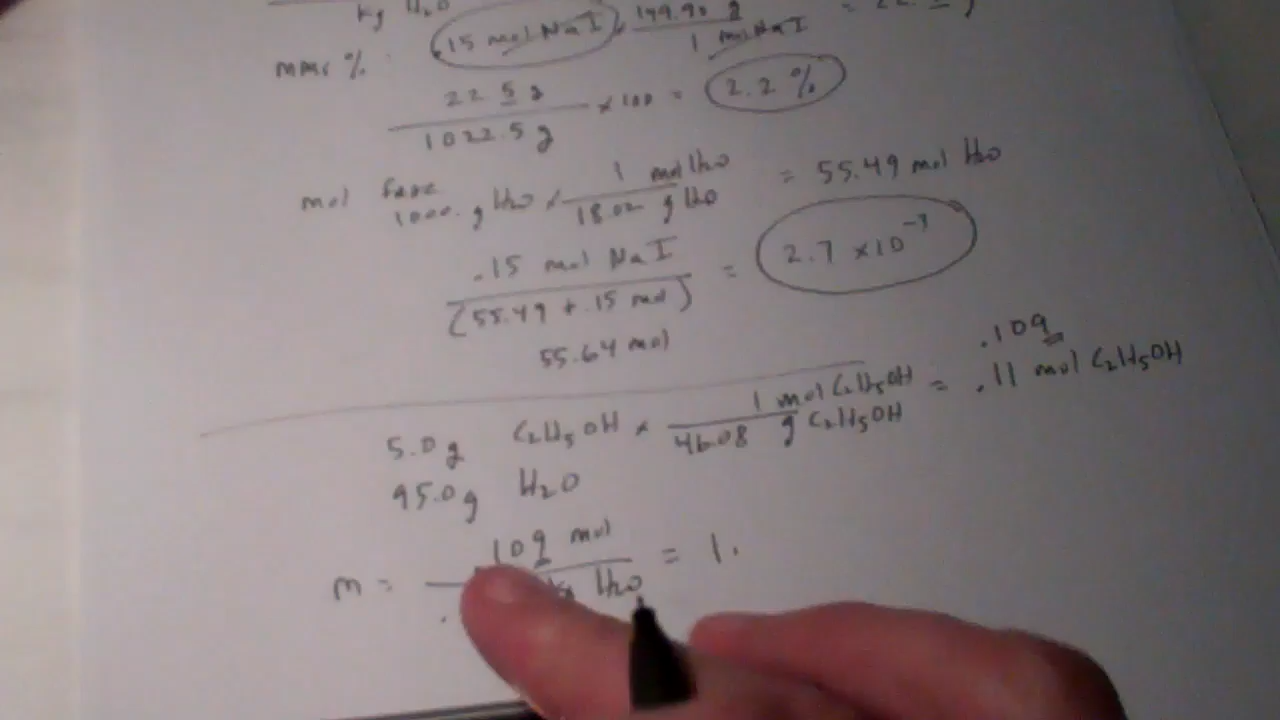 kg H₂O
mass % : .15 mol NaI × 149.90 g / 1 mol NaI =
22.5 g / 1022.5 g × 100 = 2.2 %
mol frac
1000. g H₂O × 1 mol H₂O / 18.02 g H₂O = 55.49 mol H₂O
.15 mol NaI / (55.49 + .15 mol) = 2.7 × 10⁻³
55.64 mol
.109
5.0 g C₂H₅OH × 1 mol C₂H₅OH / 46.08 g C₂H₅OH = .11 mol C₂H₅OH
95.0 g H₂O
m = .109 mol / kg H₂O = 1.